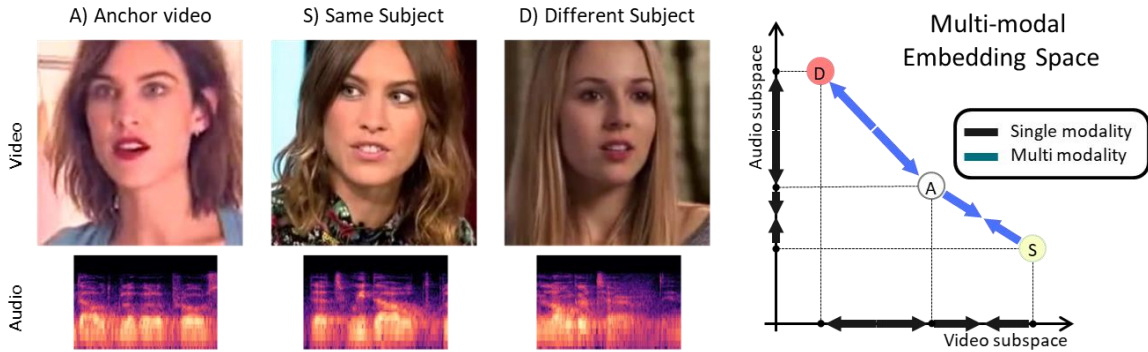 A) Anchor video
S) Same Subject
D) Different Subject
Video
Audio
Multi-modal
Embedding Space
Audio subspace
D
A
S
Single modality
Multi modality
Video subspace